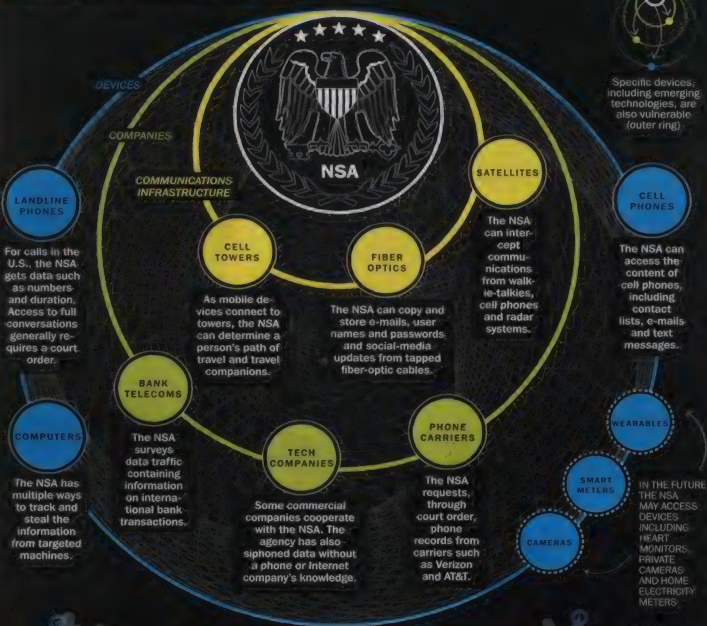 NSA
DEVICES
COMPANIES
COMMUNICATIONS
INFRASTRUCTURE
Specific devices,
including emerging
technologies, are
also vulnerable
(outer ring)
LANDLINE
PHONES
For calls in the
U.S., the NSA
gets data such
as numbers
and duration.
Access to full
conversations
generally re-
quires a court
order.
CELL
TOWERS
As mobile de-
vices connect to
towers, the NSA
can determine a
person's path of
travel and travel
companions.
FIBER
OPTICS
The NSA can copy and
store e-mails, user
names and passwords
and social-media
updates from tapped
fiber-optic cables.
SATELLITES
The NSA
can inter-
cept
commu-
nications
from walk-
ie-talkies,
cell phones
and radar
systems.
CELL
PHONES
The NSA can
access the
content of
cell phones,
including
contact
lists, e-mails
and text
messages.
COMPUTERS
The NSA has
multiple ways
to track and
steal the
information
from targeted
machines.
BANK
TELECOMS
The NSA
surveys
data traffic
containing
information
on interna-
tional bank
transactions.
TECH
COMPANIES
Some commercial
companies cooperate
with the NSA. The
agency has also
siphoned data without
a phone or Internet
company's knowledge.
PHONE
CARRIERS
The NSA
requests,
through
court order,
phone
records from
carriers such
as Verizon
and AT&T.
WEARABLES
SMART
METERS
CAMERAS
IN THE FUTURE
THE NSA
MAY ACCESS
DEVICES
INCLUDING
HEART
MONITORS,
PRIVATE
CAMERAS
AND HOME
ELECTRICITY
METERS